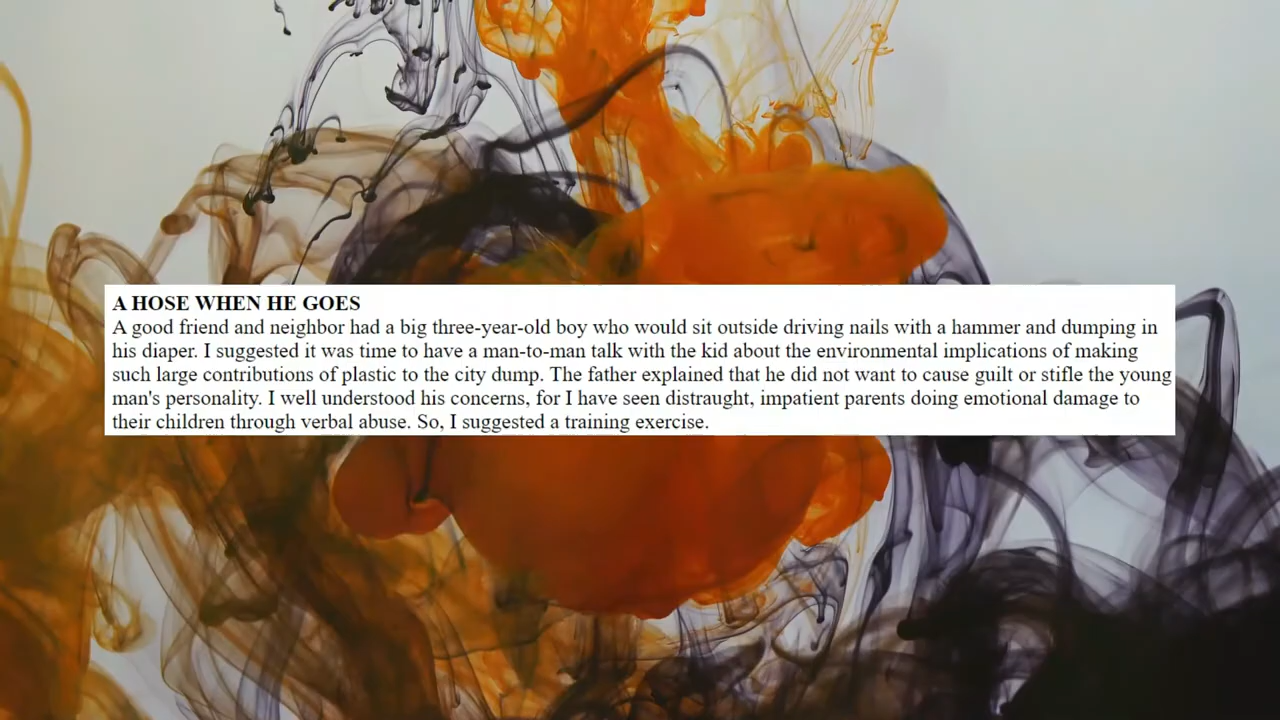 A HOSE WHEN HE GOES
A good friend and neighbor had a big three-year-old boy who would sit outside driving nails with a hammer and dumping in
his diaper. I suggested it was time to have a man-to-man talk with the kid about the environmental implications of making
such large contributions of plastic to the city dump. The father explained that he did not want to cause guilt or stifle the young
man's personality. I well understood his concerns, for I have seen distraught, impatient parents doing emotional damage to
their children through verbal abuse. So, I suggested a training exercise.